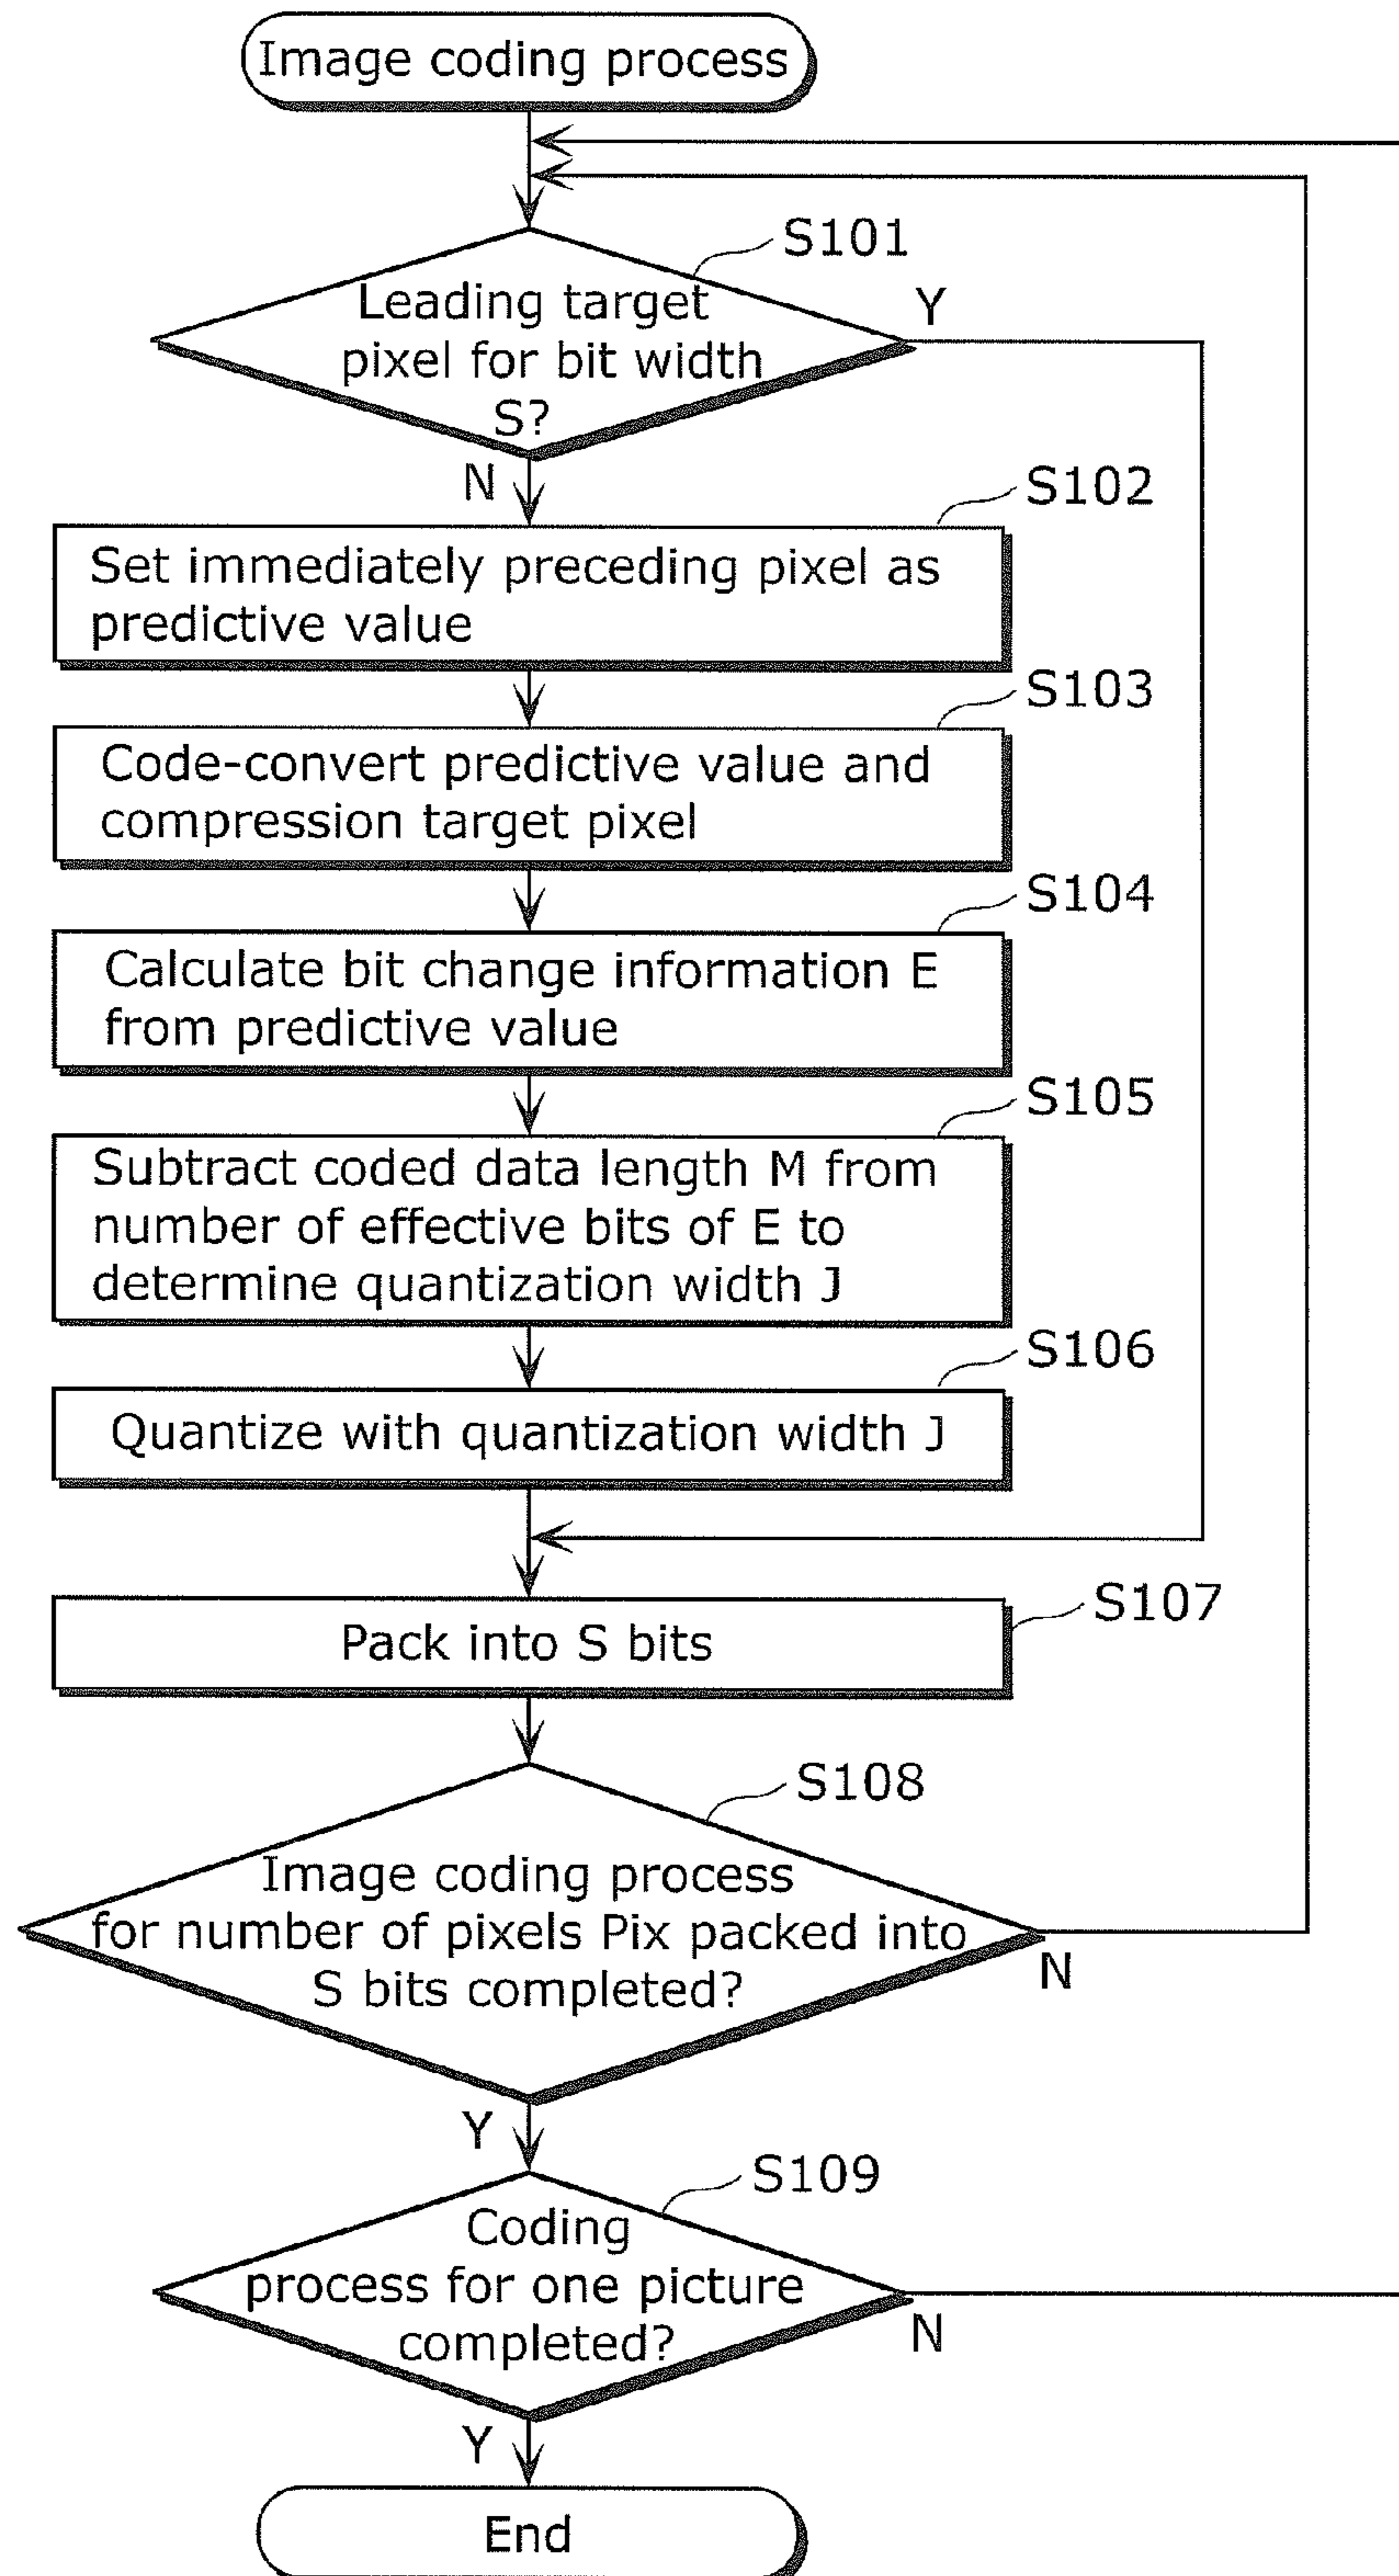 Image coding process
S101
Leading target
pixel for bit width
S?
Y
N
S102
Set immediately preceding pixel as
predictive value
S103
Code-convert predictive value and
compression target pixel
S104
Calculate bit change information E
from predictive value
S105
Subtract coded data length M from
number of effective bits of E to
determine quantization width J
S106
Quantize with quantization width J
S107
Pack into S bits
S108
Image coding process
for number of pixels Pix packed into
S bits completed?
N
Y
S109
Coding
process for one picture
completed?
N
Y
End